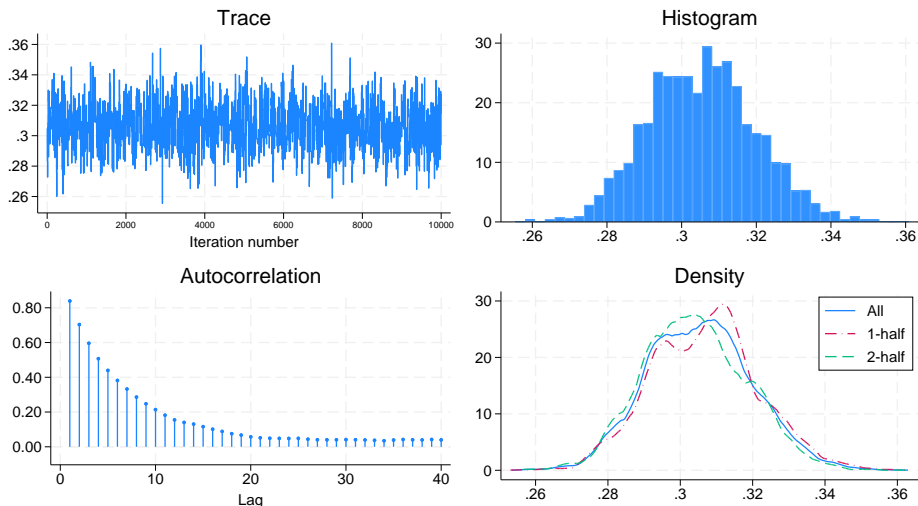 Trace
.36
.34
.32
.3
.28
.26
0 2000 4000 6000 8000 10000
Iteration number
Histogram
30
20
10
0
.26 .28 .3 .32 .34 .36
Autocorrelation
0.80
0.60
0.40
0.20
0.00
0 10 20 30 40
Lag
Density
30
20
10
0
.26 .28 .3 .32 .34 .36
All
1-half
2-half